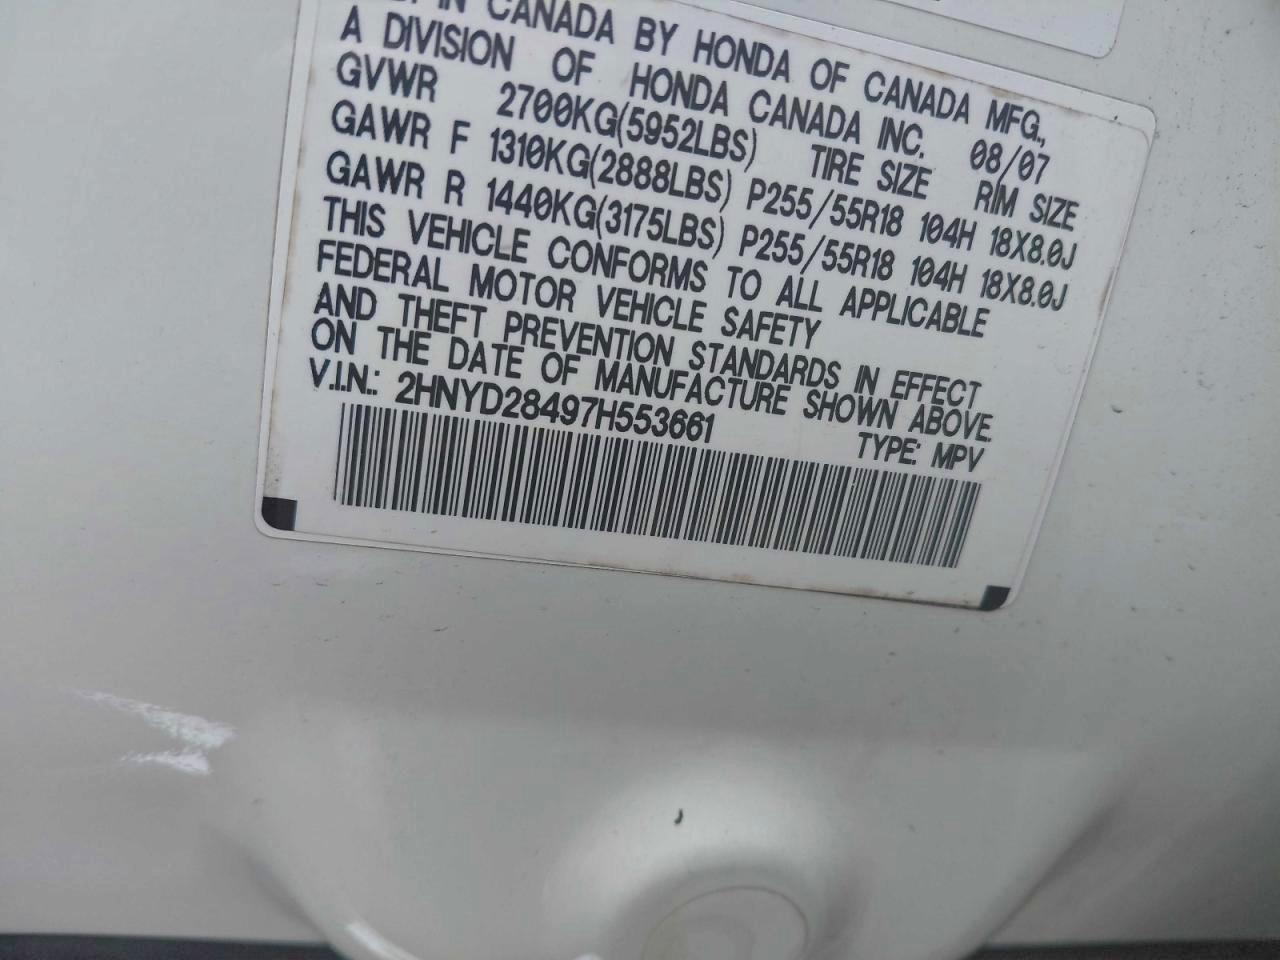 IN CANADA BY HONDA OF CANADA MFG.,
A DIVISION OF HONDA CANADA INC. 08/07
GVWR 2700KG(5952LBS) TIRE SIZE RIM SIZE
GAWR F 1310KG(2888LBS) P255/55R18 104H 18X8.0J
GAWR R 1440KG(3175LBS) P255/55R18 104H 18X8.0J
THIS VEHICLE CONFORMS TO ALL APPLICABLE
FEDERAL MOTOR VEHICLE SAFETY
AND THEFT PREVENTION STANDARDS IN EFFECT
ON THE DATE OF MANUFACTURE SHOWN ABOVE.
V.I.N.: 2HNYD28497H553661
TYPE: MPV